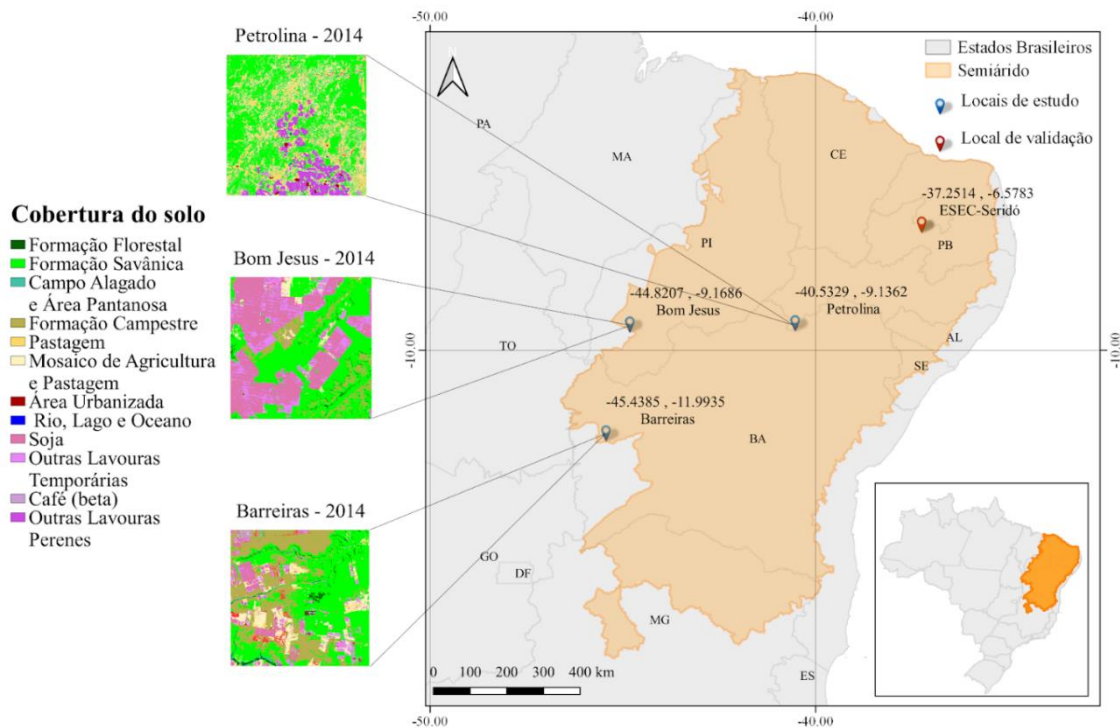 Petrolina - 2014
Cobertura do solo
Formação Florestal
Formação Savânica
Campo Alagado
e Área Pantanosa
Formação Campestre
Pastagem
Mosaico de Agricultura
e Pastagem
Área Urbanizada
Rio, Lago e Oceano
Soja
Outras Lavouras
Temporárias
Café (beta)
Outras Lavouras
Perenes
Bom Jesus - 2014
Barreiras - 2014
-50.00
-40.00
N
Estados Brasileiros
Semiárido
Locais de estudo
Local de validação
PA
MA
CE
-37.2514 , -6.5783
ESEC-Seridó
PI
PB
-44.8207 , -9.1686
Bom Jesus
-40.5329 , -9.1362
Petrolina
TO
AL
-10.00
-10.00
SE
-45.4385 , -11.9935
Barreiras
BA
GO
DF
MG
ES
0 100 200 300 400 km
-50.00
-40.00